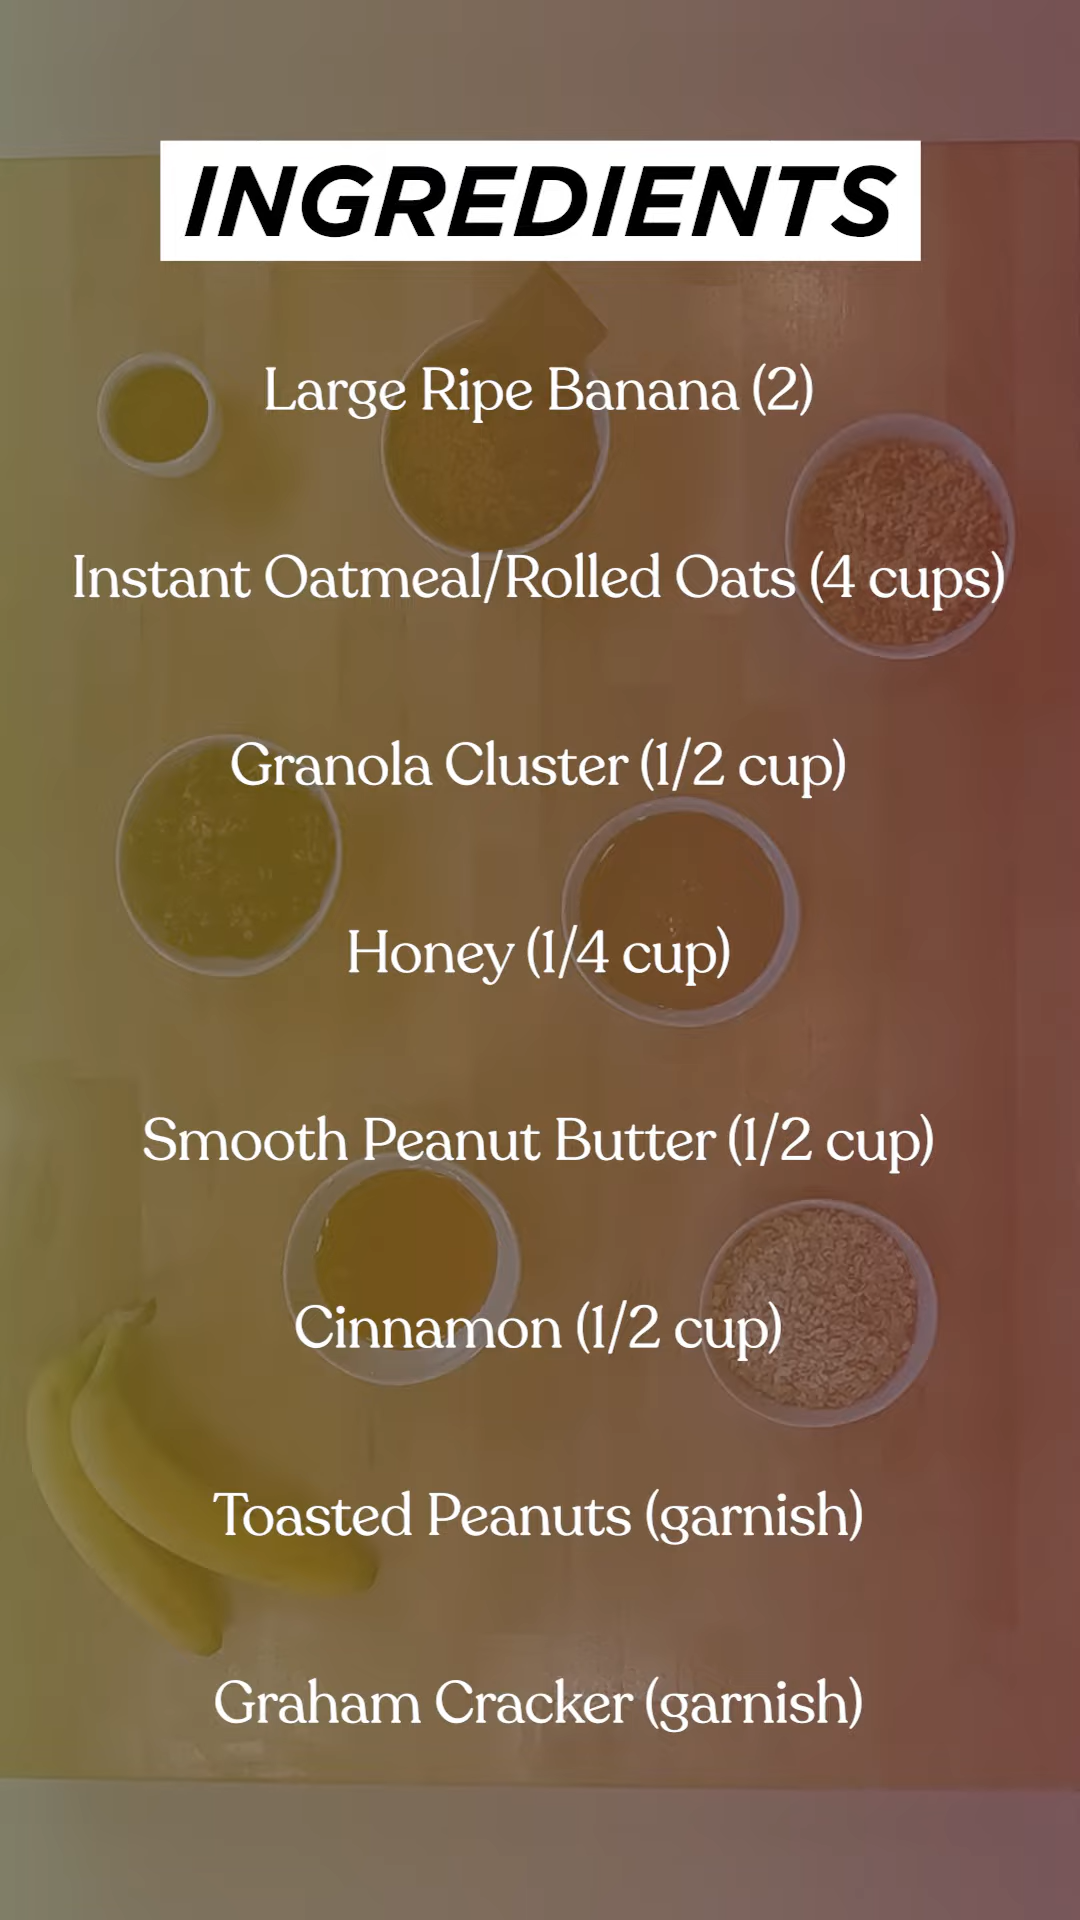 INGREDIENTS
Large Ripe Banana (2)
Instant Oatmeal/Rolled Oats (4 cups)
Granola Cluster (1/2 cup)
Honey (1/4 cup)
Smooth Peanut Butter (1/2 cup)
Cinnamon (1/2 cup)
Toasted Peanuts (garnish)
Graham Cracker (garnish)